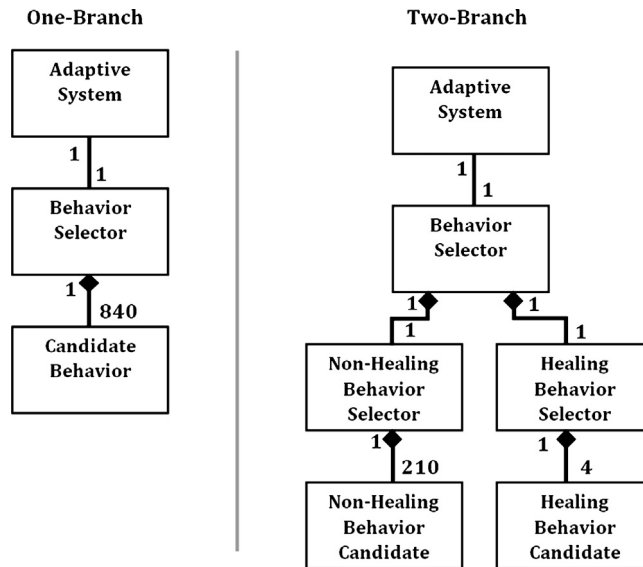 One-Branch
Adaptive
System
1
1
Behavior
Selector
1
840
Candidate
Behavior
Two-Branch
Adaptive
System
1
1
Behavior
Selector
1
1
1
1
Non-Healing
Behavior
Selector
Healing
Behavior
Selector
1
210
1
4
Non-Healing
Behavior
Candidate
Healing
Behavior
Candidate